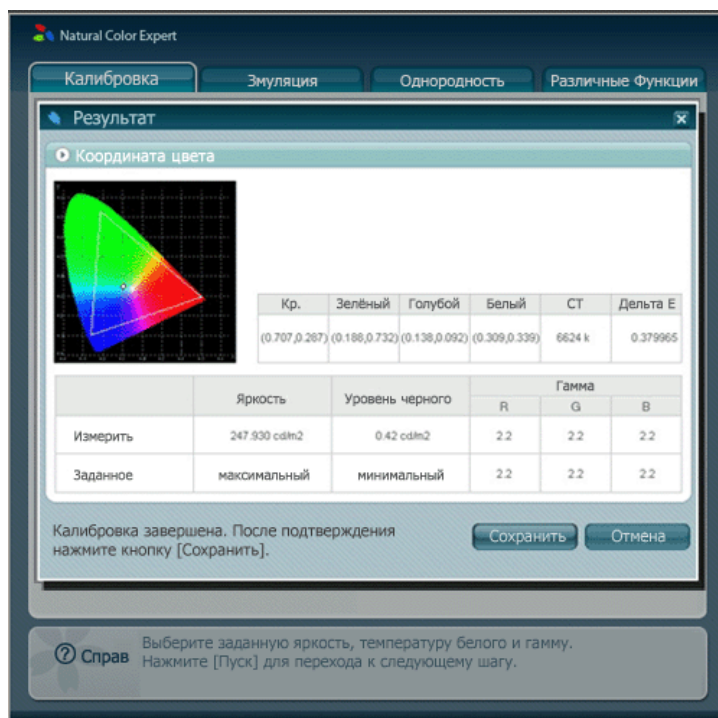 Natural Color Expert
Калибровка Змуляция Однородность Различные Функции
Результат
Координата цвета
Кр. Зелёный Голубой Белый СТ Дельта Е
(0.707,0.287) (0.188,0.732) (0.138,0.092) (0.309,0.339) 6624 k 0.379965
Яркость Уровень черного Гамма
R G B
Измерить 247.930 cd/m2 0.42 cd/m2 2.2 2.2 2.2
Заданное максимальный минимальный 2.2 2.2 2.2
Калибровка завершена. После подтверждения
нажмите кнопку [Сохранить].
Сохранить Отмена
Справ
Выберите заданную яркость, температуру белого и гамму.
Нажмите [Пуск] для перехода к следующему шагу.